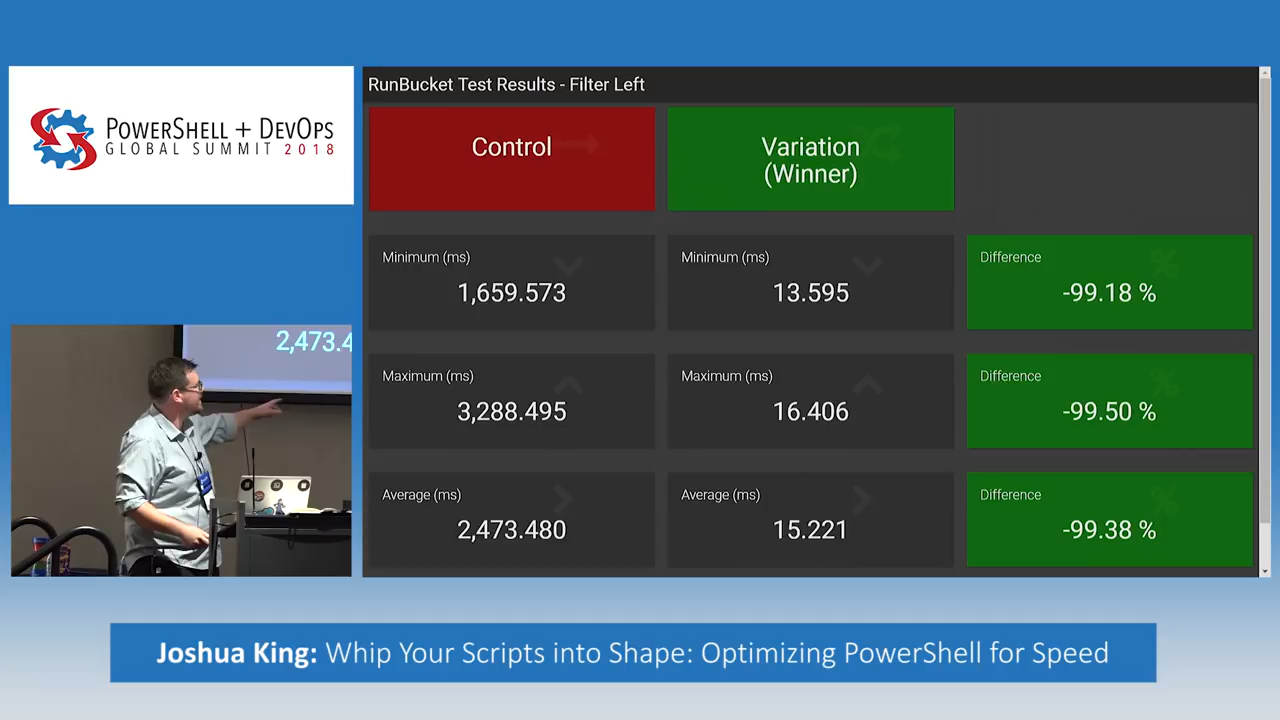 POWERSHELL + DEVOPS
GLOBAL SUMMIT 2018
RunBucket Test Results - Filter Left
Control
Variation
(Winner)
Minimum (ms)
1,659.573
Minimum (ms)
13.595
Difference
-99.18 %
Maximum (ms)
3,288.495
Maximum (ms)
16.406
Difference
-99.50 %
Average (ms)
2,473.480
Average (ms)
15.221
Difference
-99.38 %
2,473.4
Joshua King: Whip Your Scripts into Shape: Optimizing PowerShell for Speed